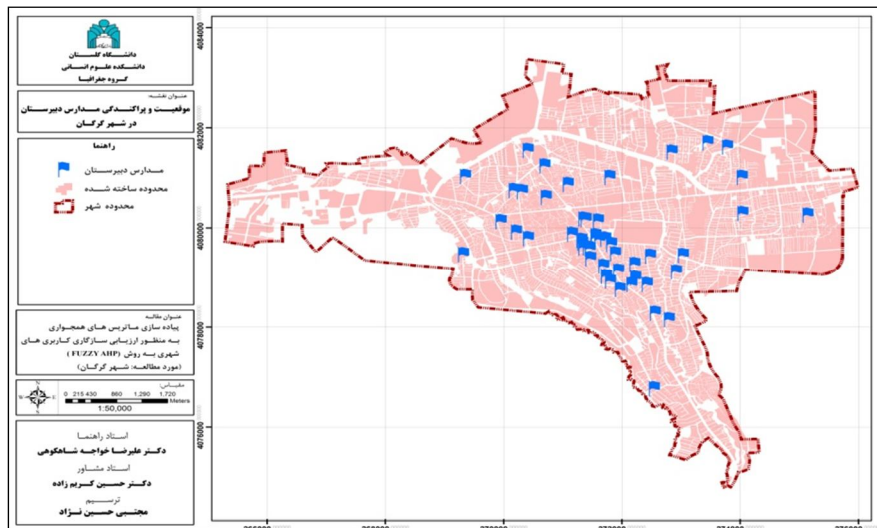 دانشگاه گلستان
دانشکده علوم انسانی
گروه جغرافیا
عنوان نقشه:
موقعیت و پراکندگی مدارس دبیرستان
در شهر گرگان
راهنما
مدارس دبیرستان
محدوده ساخته شده
محدوده شهر
عنوان مقاله
پیاده سازی ماتریس های همجواری
به منظور ارزیابی سازگاری کاربری های
شهری به روش (FUZZY AHP)
(مورد مطالعه: شهر گرگان)
مقیاس:
0 215 430 860 1,290 1,720
Meters
1:50,000
استاد راهنما
دکتر علیرضا خواجه شاهکوهی
استاد مشاور
دکتر حسین کریم زاده
ترسیم
مجتبی حسین نژاد
4084000
4082000
4080000
4078000
4076000